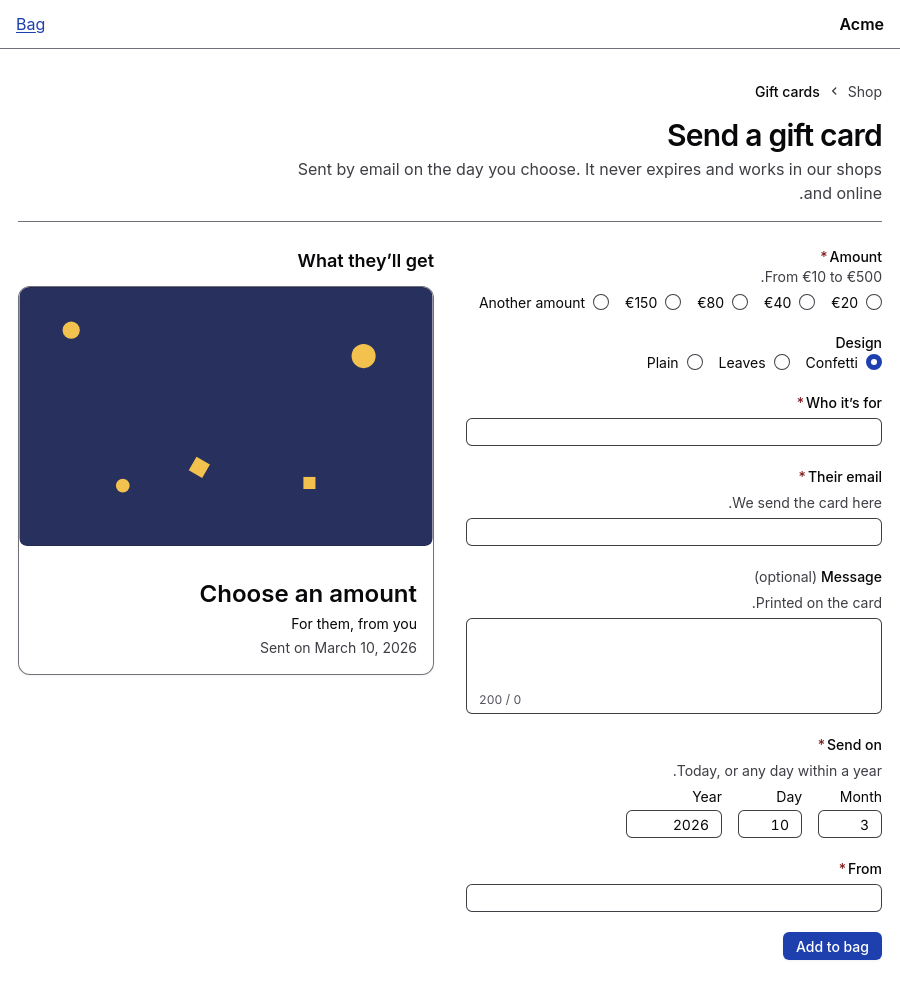 Acme
Bag
Shop
Gift cards
Send a gift card
Sent by email on the day you choose. It never expires and works in our shops
.and online
* Amount
.From €10 to €500
€20
€40
€80
€150
Another amount
Design
Confetti
Leaves
Plain
* Who it’s for
* Their email
.We send the card here
(optional) Message
.Printed on the card
200 / 0
* Send on
.Today, or any day within a year
Month
Day
Year
3
10
2026
* From
Add to bag
What they’ll get
Choose an amount
For them, from you
Sent on March 10, 2026